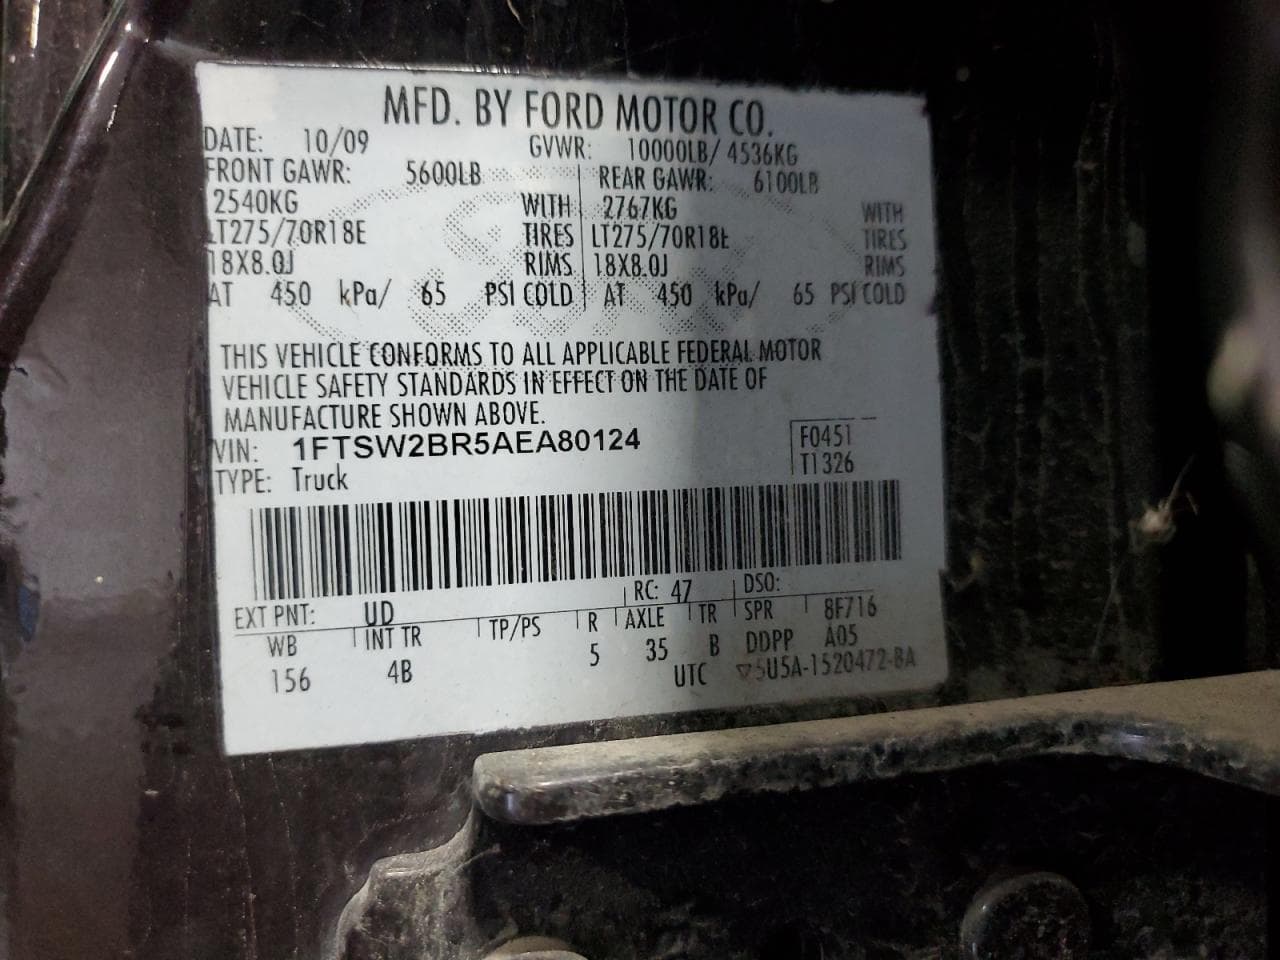 MFD. BY FORD MOTOR CO.
DATE: 10/09 GVWR: 10000LB/ 4536KG
FRONT GAWR: 5600LB REAR GAWR: 6100LB
2540KG WITH 2767KG WITH
LT275/70R18E TIRES LT275/70R18E TIRES
18X8.0J RIMS 18X8.0J RIMS
AT 450 kPa/ 65 PSI COLD AT 450 kPa/ 65 PSI COLD
THIS VEHICLE CONFORMS TO ALL APPLICABLE FEDERAL MOTOR
VEHICLE SAFETY STANDARDS IN EFFECT ON THE DATE OF
MANUFACTURE SHOWN ABOVE.
VIN: 1FTSW2BR5AEA80124 F0451
TYPE: Truck T1326
EXT PNT: UD RC: 47 DSO:
WB INT TR TP/PS R AXLE TR SPR 8F716
156 4B 5 35 B DDPP A05
UTC ▽5U5A-1520472-BA